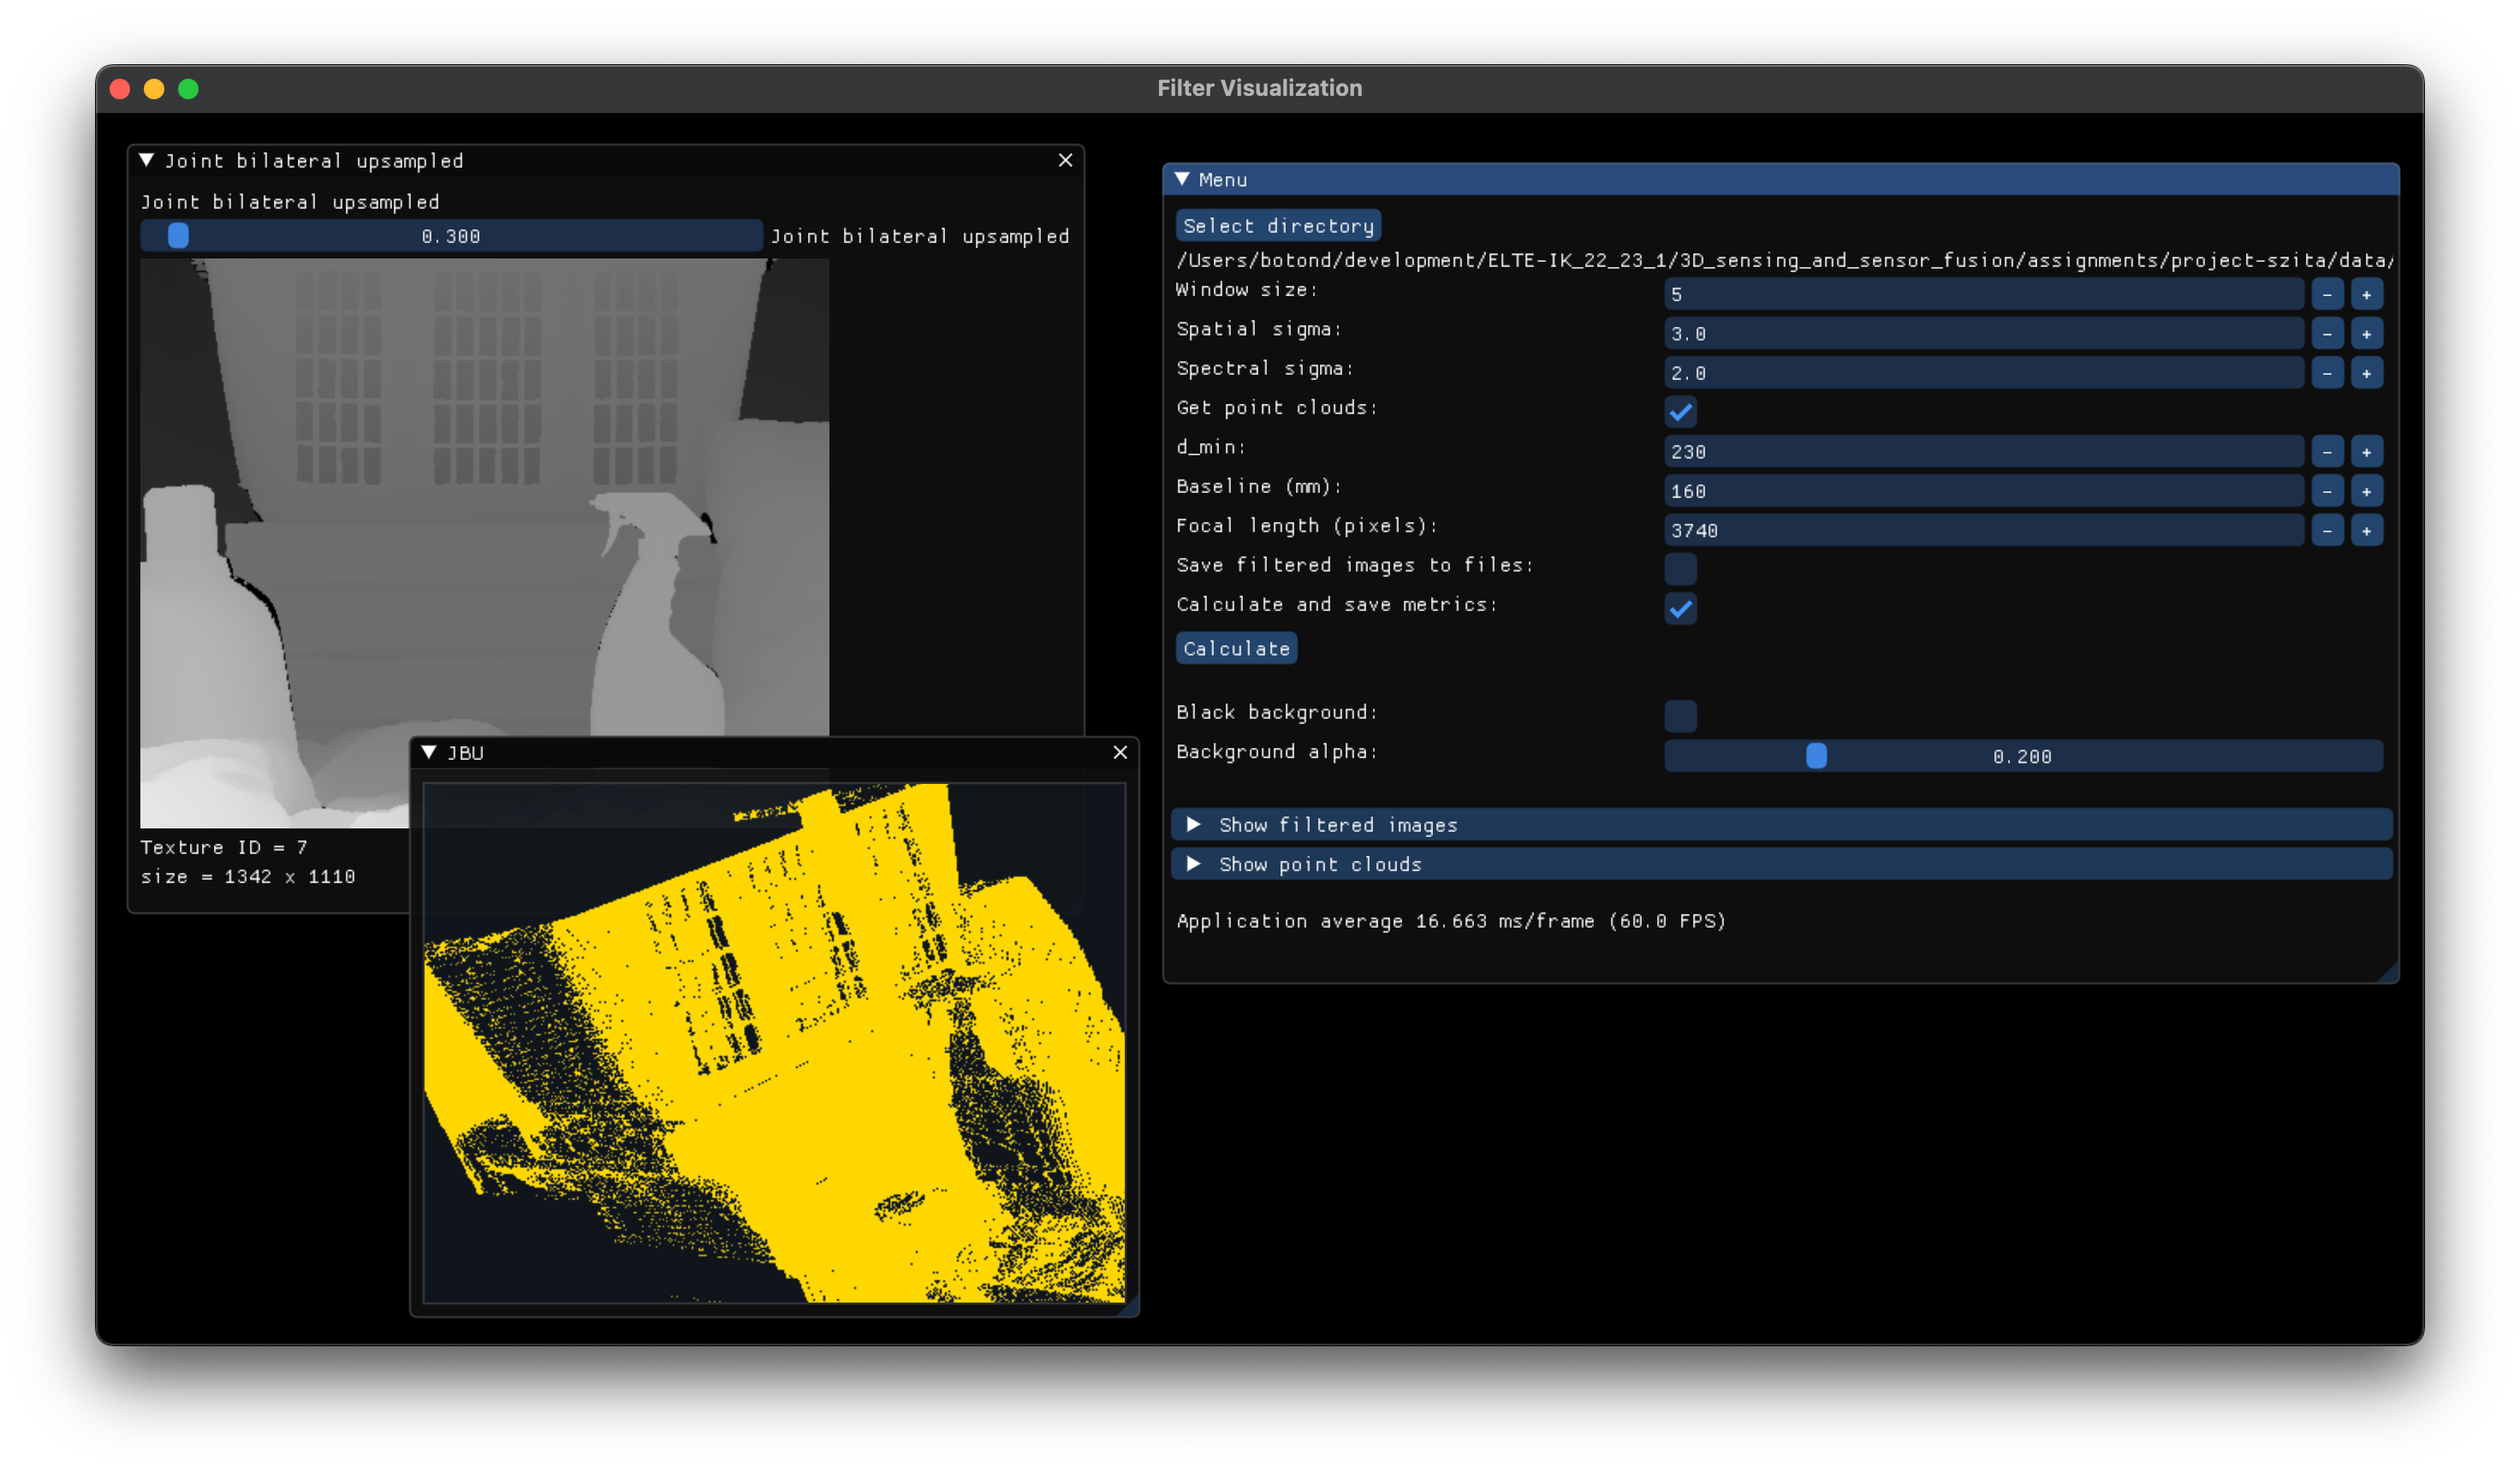 Filter Visualization
Joint bilateral upsampled
Joint bilateral upsampled
0.300 Joint bilateral upsampled
Texture ID = 7
size = 1342 x 1110
JBU
Menu
Select directory
/Users/botond/development/ELTE-IK_22_23_1/3D_sensing_and_sensor_fusion/assignments/project-szita/data/
Window size: 5 - +
Spatial sigma: 3.0 - +
Spectral sigma: 2.0 - +
Get point clouds:
d_min: 230 - +
Baseline (mm): 160 - +
Focal length (pixels): 3740 - +
Save filtered images to files:
Calculate and save metrics:
Calculate
Black background:
Background alpha: 0.200
Show filtered images
Show point clouds
Application average 16.663 ms/frame (60.0 FPS)